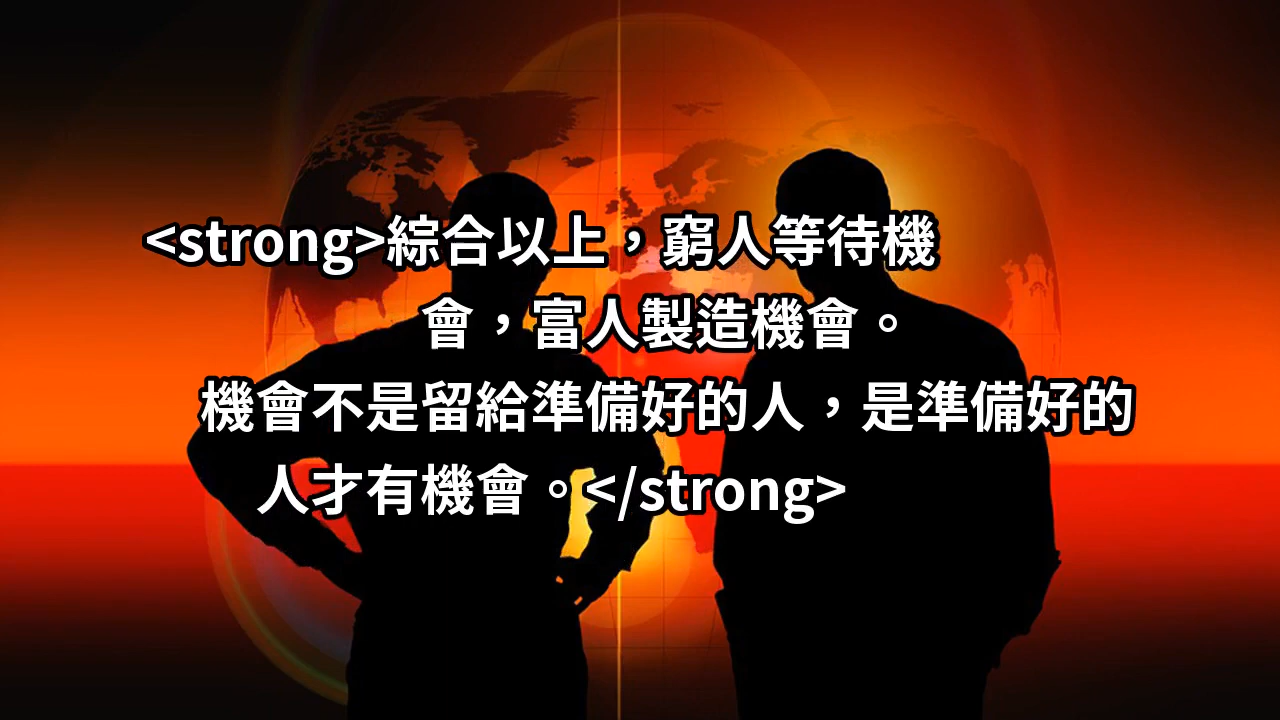 <strong>綜合以上，窮人等待機
會，富人製造機會。
機會不是留給準備好的人，是準備好的
人才有機會。</strong>